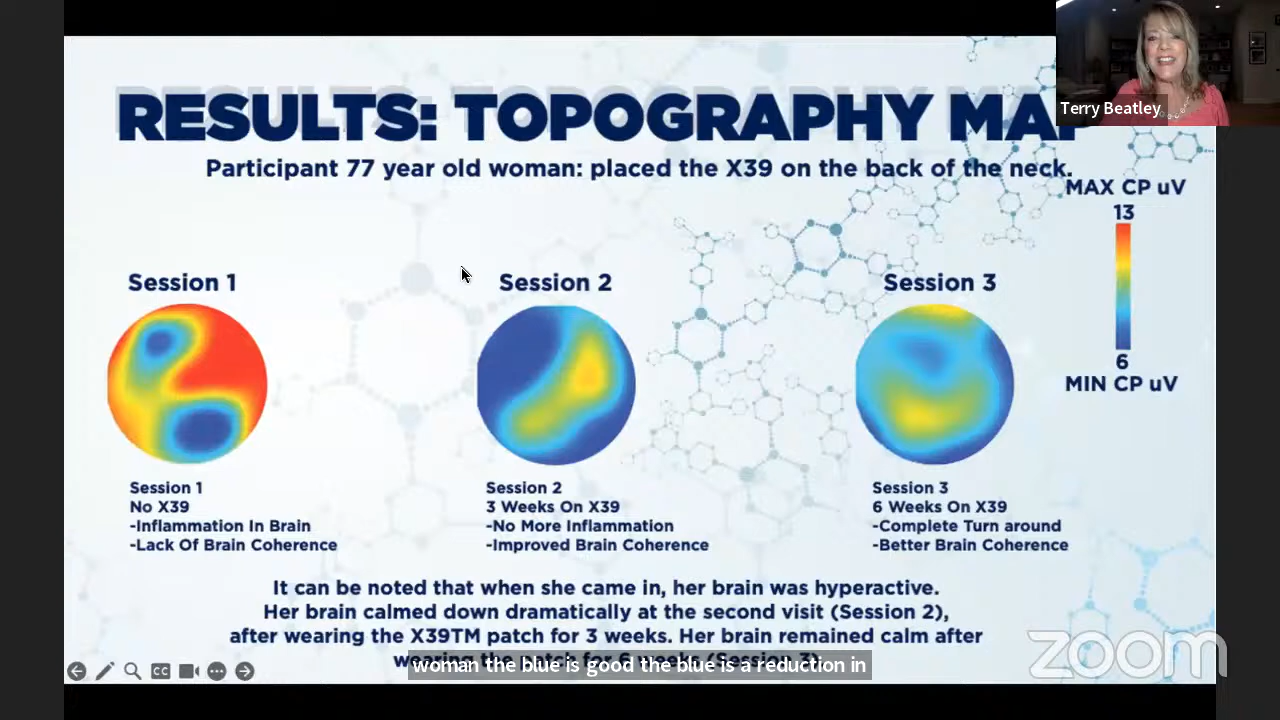 RESULTS: TOPOGRAPHY MAP
Terry Beatley
Participant 77 year old woman: placed the X39 on the back of the neck.
MAX CP uV
13
6
MIN CP uV
Session 1
Session 2
Session 3
Session 1
No X39
-Inflammation In Brain
-Lack Of Brain Coherence
Session 2
3 Weeks On X39
-No More Inflammation
-Improved Brain Coherence
Session 3
6 Weeks On X39
-Complete Turn around
-Better Brain Coherence
It can be noted that when she came in, her brain was hyperactive.
Her brain calmed down dramatically at the second visit (Session 2),
after wearing the X39TM patch for 3 weeks. Her brain remained calm after
woman the blue is good the blue is a reduction in
CC
zoom